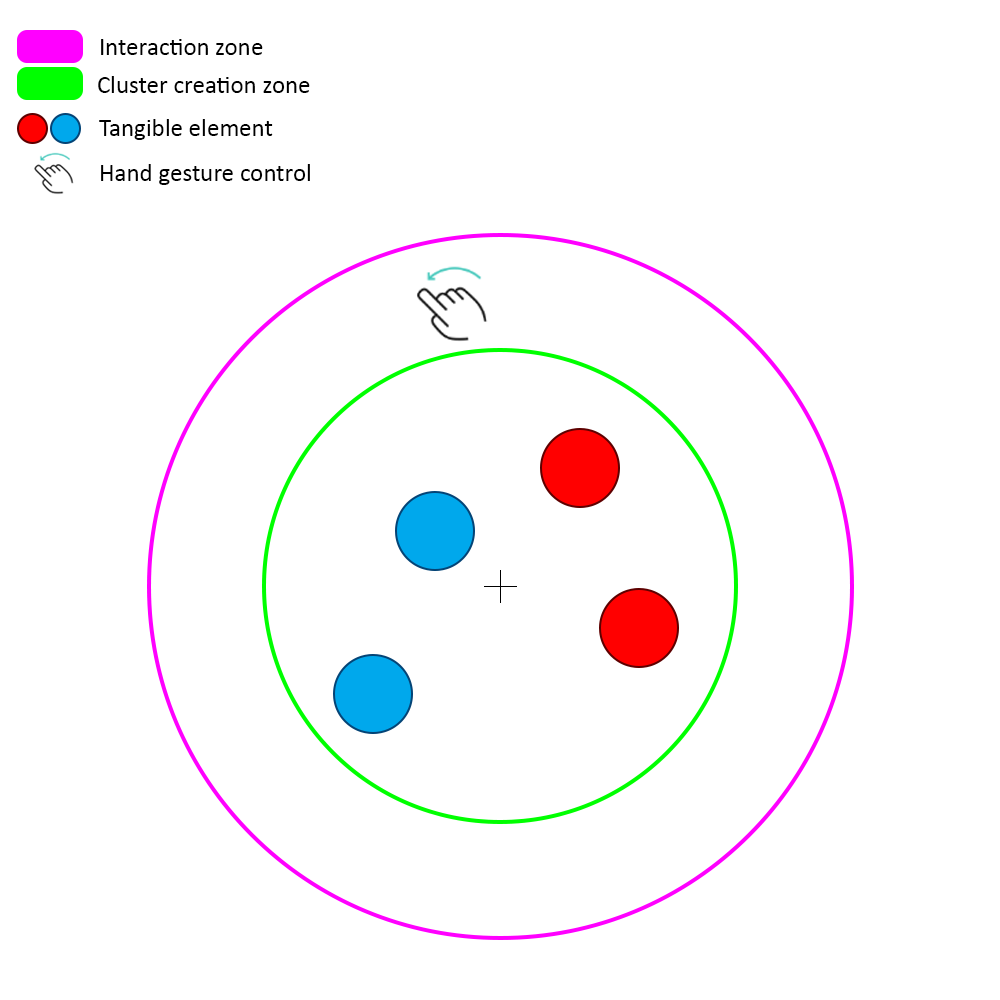 Interaction zone
Cluster creation zone
Tangible element
Hand gesture control